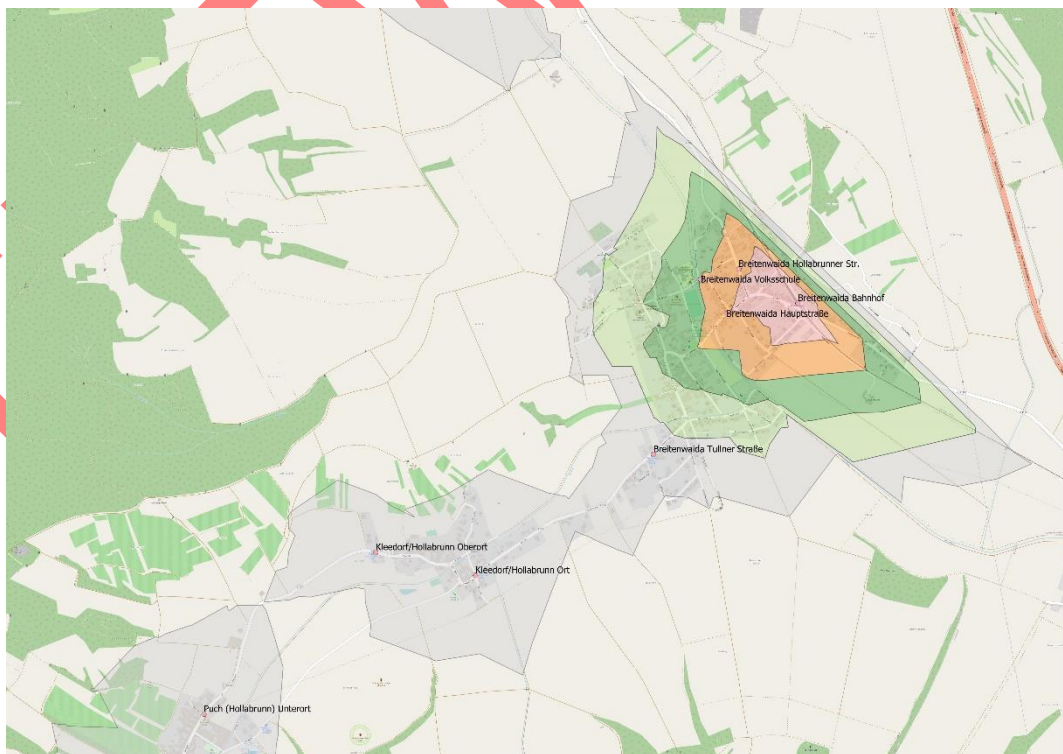 Breitenwaida Hollabrunner Str.
Breitenwaida Volksschule
Breitenwaida Bahnhof
Breitenwaida Hauptstraße
Breitenwaida Tullner Straße
Kleedorf/Hollabrunn Oberort
Kleedorf/Hollabrunn Ort
Puch (Hollabrunn) Unterort